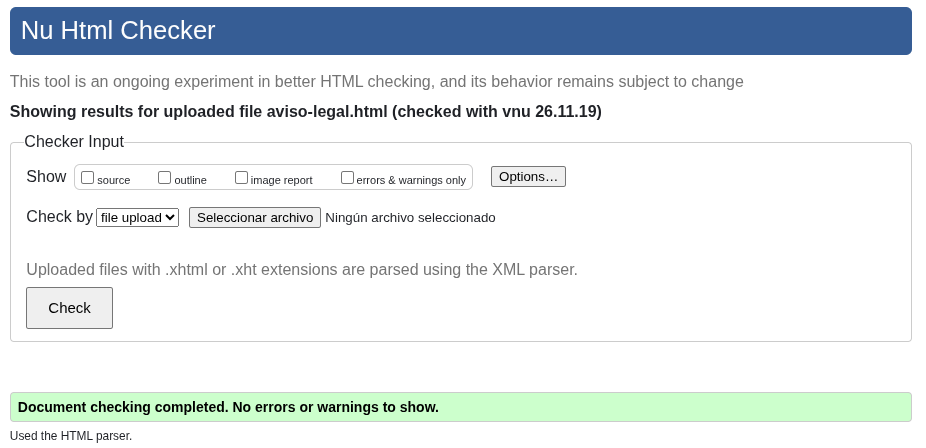 Nu Html Checker
This tool is an ongoing experiment in better HTML checking, and its behavior remains subject to change
Showing results for uploaded file aviso-legal.html (checked with vnu 26.11.19)
Checker Input
Show source outline image report errors & warnings only Options…
Check by file upload Seleccionar archivo Ningún archivo seleccionado
Uploaded files with .xhtml or .xht extensions are parsed using the XML parser.
Check
Document checking completed. No errors or warnings to show.
Used the HTML parser.